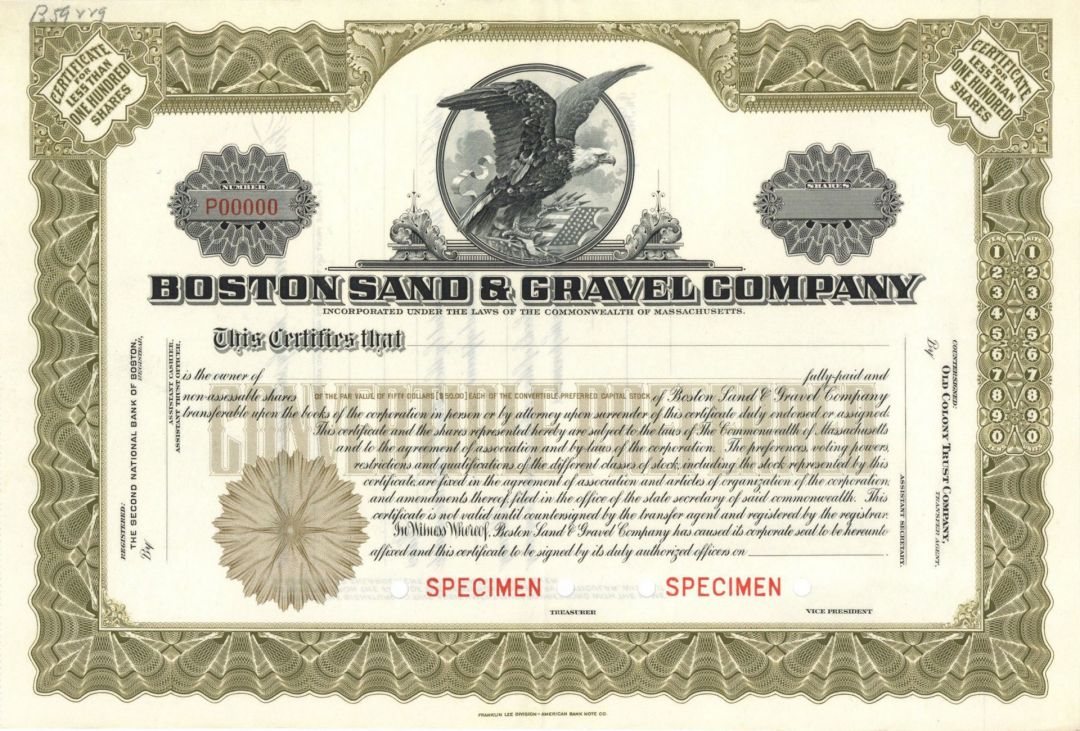 B59449
CERTIFICATE
FOR
LESS THAN
ONE HUNDRED
SHARES
CERTIFICATE
FOR
LESS THAN
ONE HUNDRED
SHARES
NUMBER
P00000
SHARES
BOSTON SAND & GRAVEL COMPANY
INCORPORATED UNDER THE LAWS OF THE COMMONWEALTH OF MASSACHUSETTS.
This Certifies that
is the owner of fully-paid and
non-assessable shares OF THE PAR VALUE OF FIFTY DOLLARS [$50.00] EACH OF THE CONVERTIBLE PREFERRED CAPITAL STOCK of Boston Sand & Gravel Company
transferable upon the books of the corporation in person or by attorney upon surrender of this certificate duly endorsed or assigned.
This certificate and the shares represented hereby are subject to the laws of The Commonwealth of Massachusetts
and to the agreement of association and by-laws of the corporation. The preferences, voting powers,
restrictions and qualifications of the different classes of stock, including the stock represented by this
certificate, are fixed in the agreement of association and articles of organization of the corporation,
and amendments thereof, filed in the office of the state secretary of said commonwealth. This
certificate is not valid until countersigned by the transfer agent and registered by the registrar.
In Witness Whereof, Boston Sand & Gravel Company has caused its corporate seal to be hereunto
affixed and this certificate to be signed by its duly authorized officers on
CONVERTIBLE PREFERRED
SPECIMEN SPECIMEN
TREASURER VICE PRESIDENT
REGISTERED:
THE SECOND NATIONAL BANK OF BOSTON,
REGISTRAR,
By
ASSISTANT CASHIER.
ASSISTANT TRUST OFFICER.
COUNTERSIGNED:
OLD COLONY TRUST COMPANY,
TRANSFER AGENT,
By
ASSISTANT SECRETARY.
TENS UNITS
1 1
2 2
3 3
4 4
5 5
6 6
7 7
8 8
9 9
0 0
FRANKLIN LEE DIVISION-AMERICAN BANK NOTE CO.